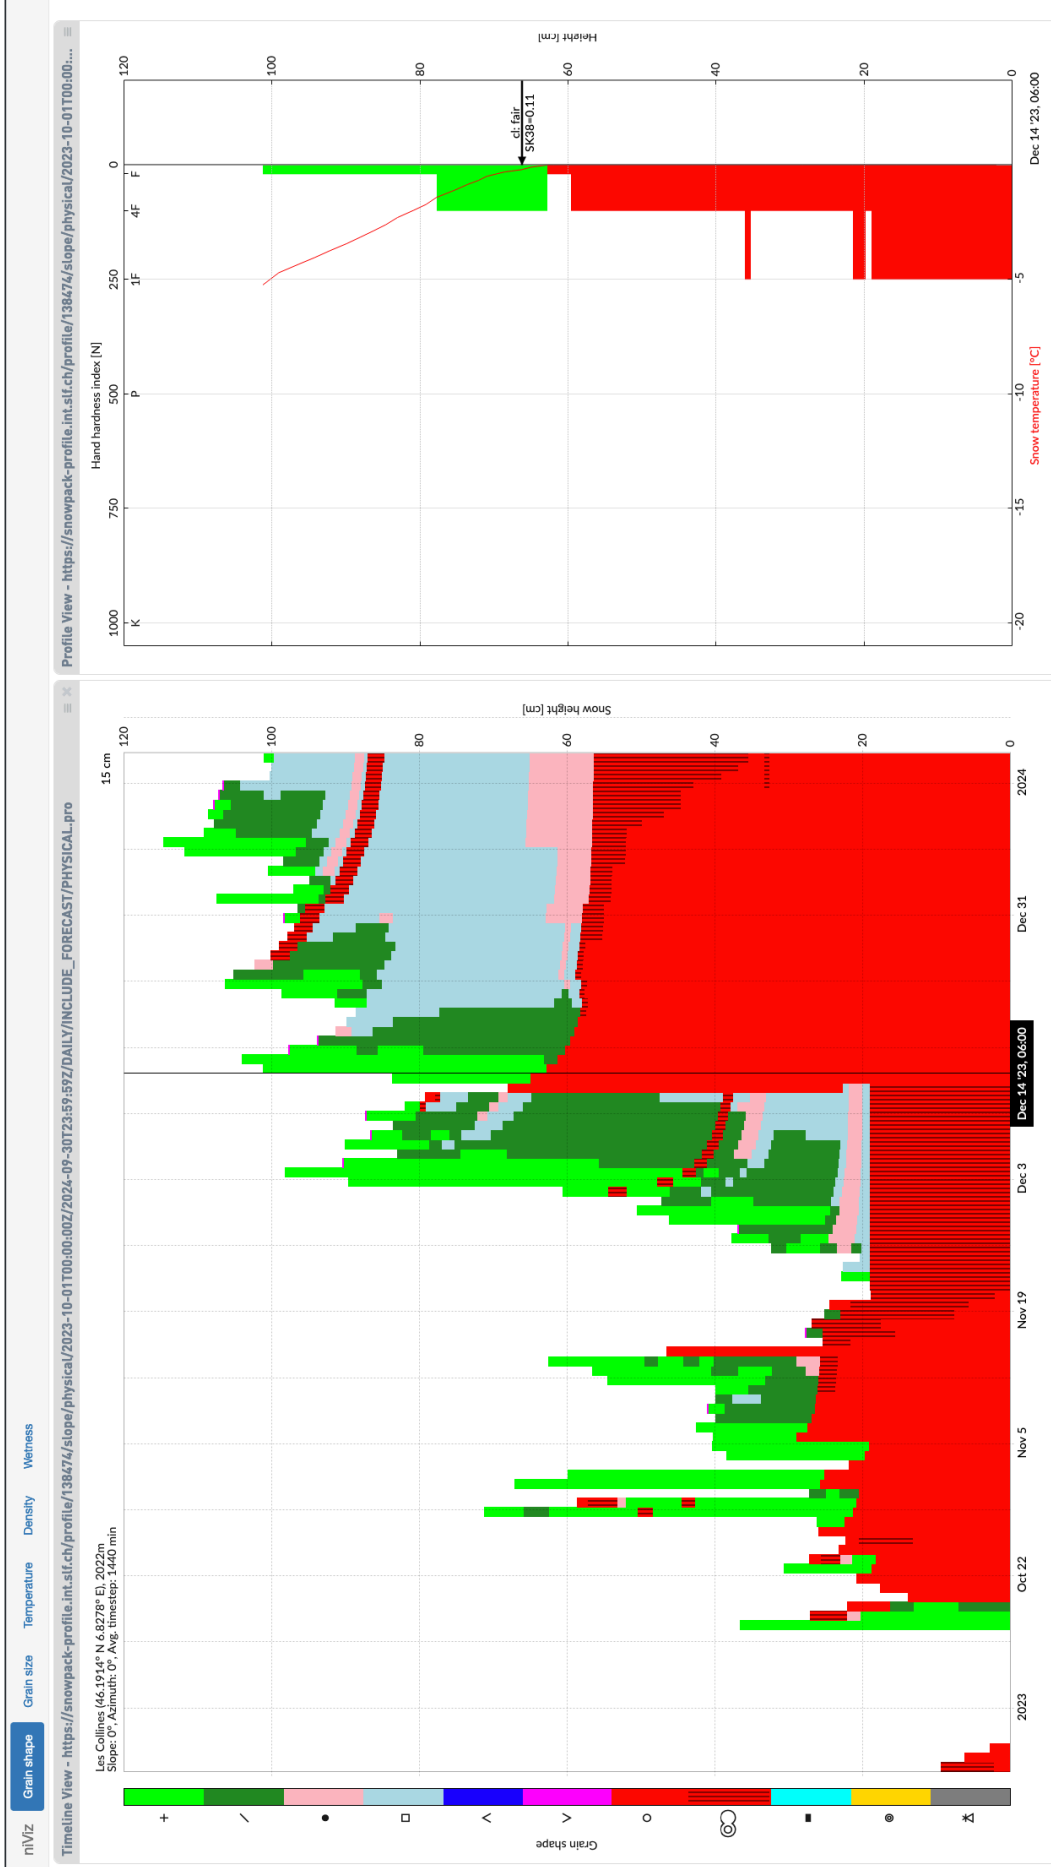 niViz Grain shape Grain size Temperature Density Wetness
Timeline View - https://snowpack-profile.int.slf.ch/profile/138474/slope/physical/2023-10-01T00:00:00Z/2024-09-30T23:59:59Z/DAILY/INCLUDE_FORECAST/PHYSICAL.pro
Les Collines (46.1914° N 6.8278° E), 2022m
Slope: 0°, Azimuth: 0°, Avg. timestep: 1440 min
15 cm
Grain shape
120
100
80
60
40
20
0
Snow height [cm]
2023
Oct 22
Nov 5
Nov 19
Dec 3
Dec 14 '23, 06:00
Dec 31
2024
Profile View - https://snowpack-profile.int.slf.ch/profile/138474/slope/physical/2023-10-01T00:00:...
Hand hardness index [N]
1000 750 500 250 0
K P 1F 4F F
120
100
80
60
40
20
0
Height [cm]
cl: fair
SK38=0.11
-20 -15 -10 -5
Snow temperature [°C]
Dec 14 '23, 06:00